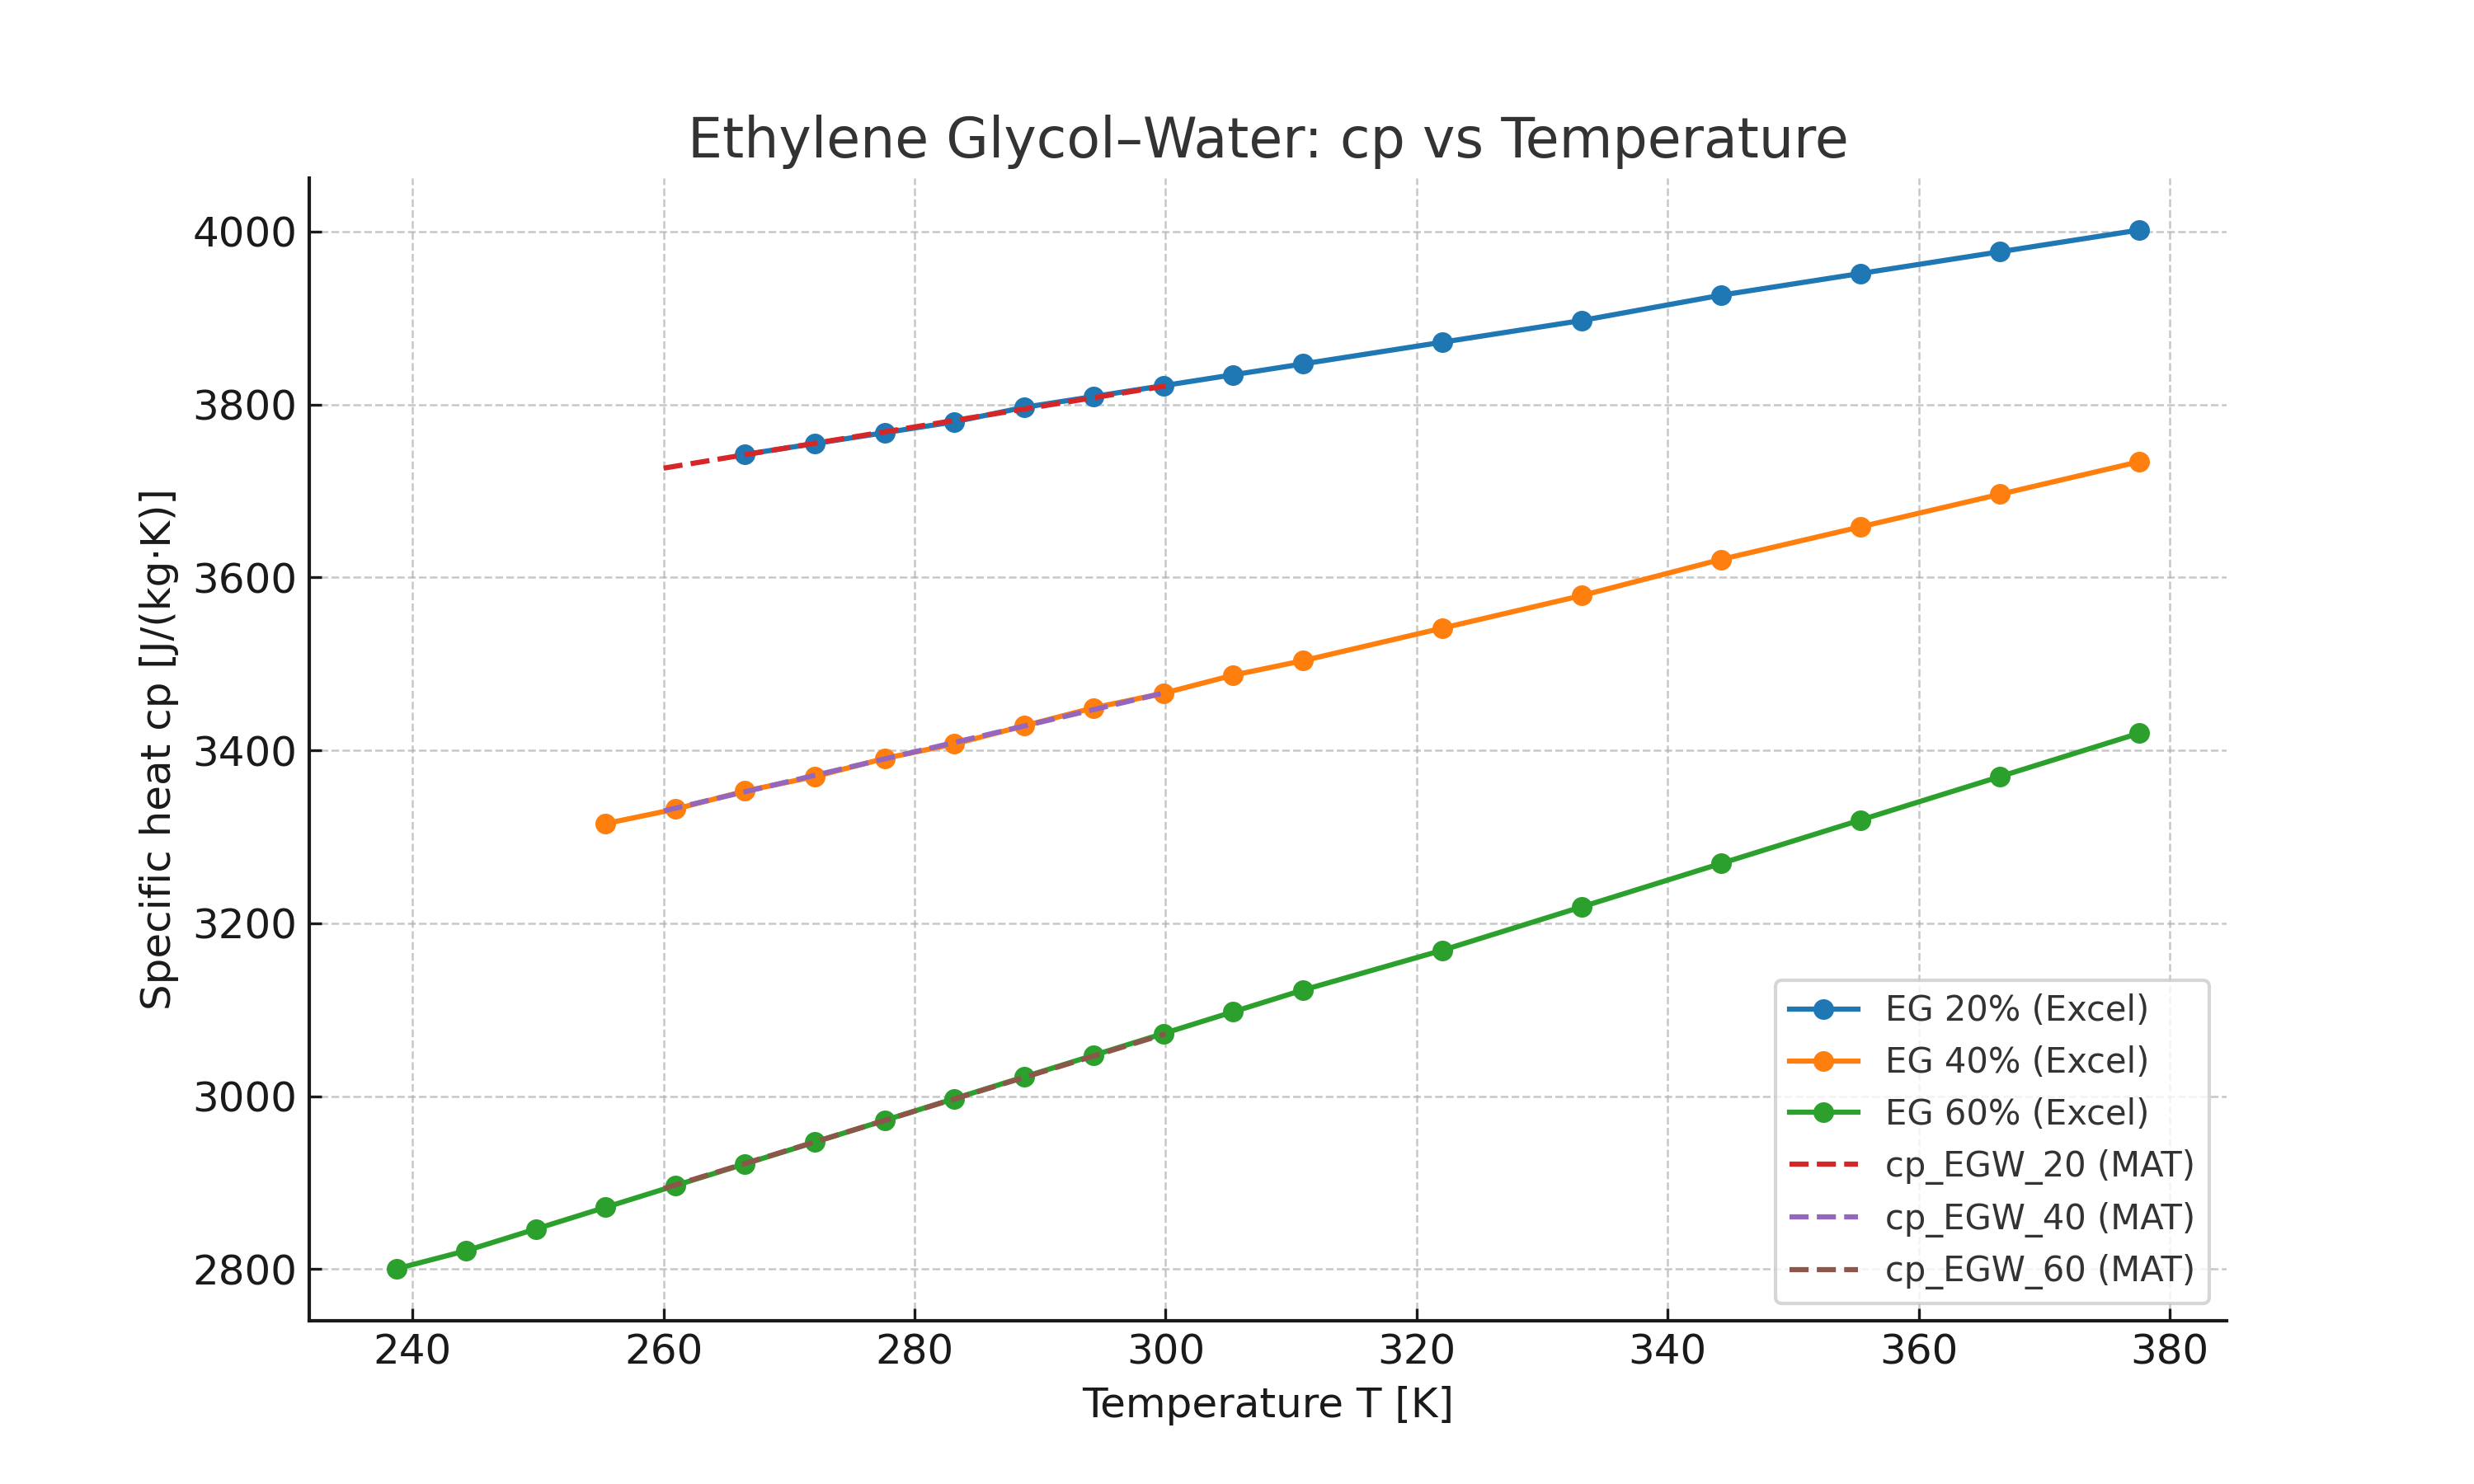 Ethylene Glycol–Water: cp vs Temperature
Specific heat cp [J/(kg·K)]
4000
3800
3600
3400
3200
3000
2800
EG 20% (Excel)
EG 40% (Excel)
EG 60% (Excel)
cp_EGW_20 (MAT)
cp_EGW_40 (MAT)
cp_EGW_60 (MAT)
240 260 280 300 320 340 360 380
Temperature T [K]